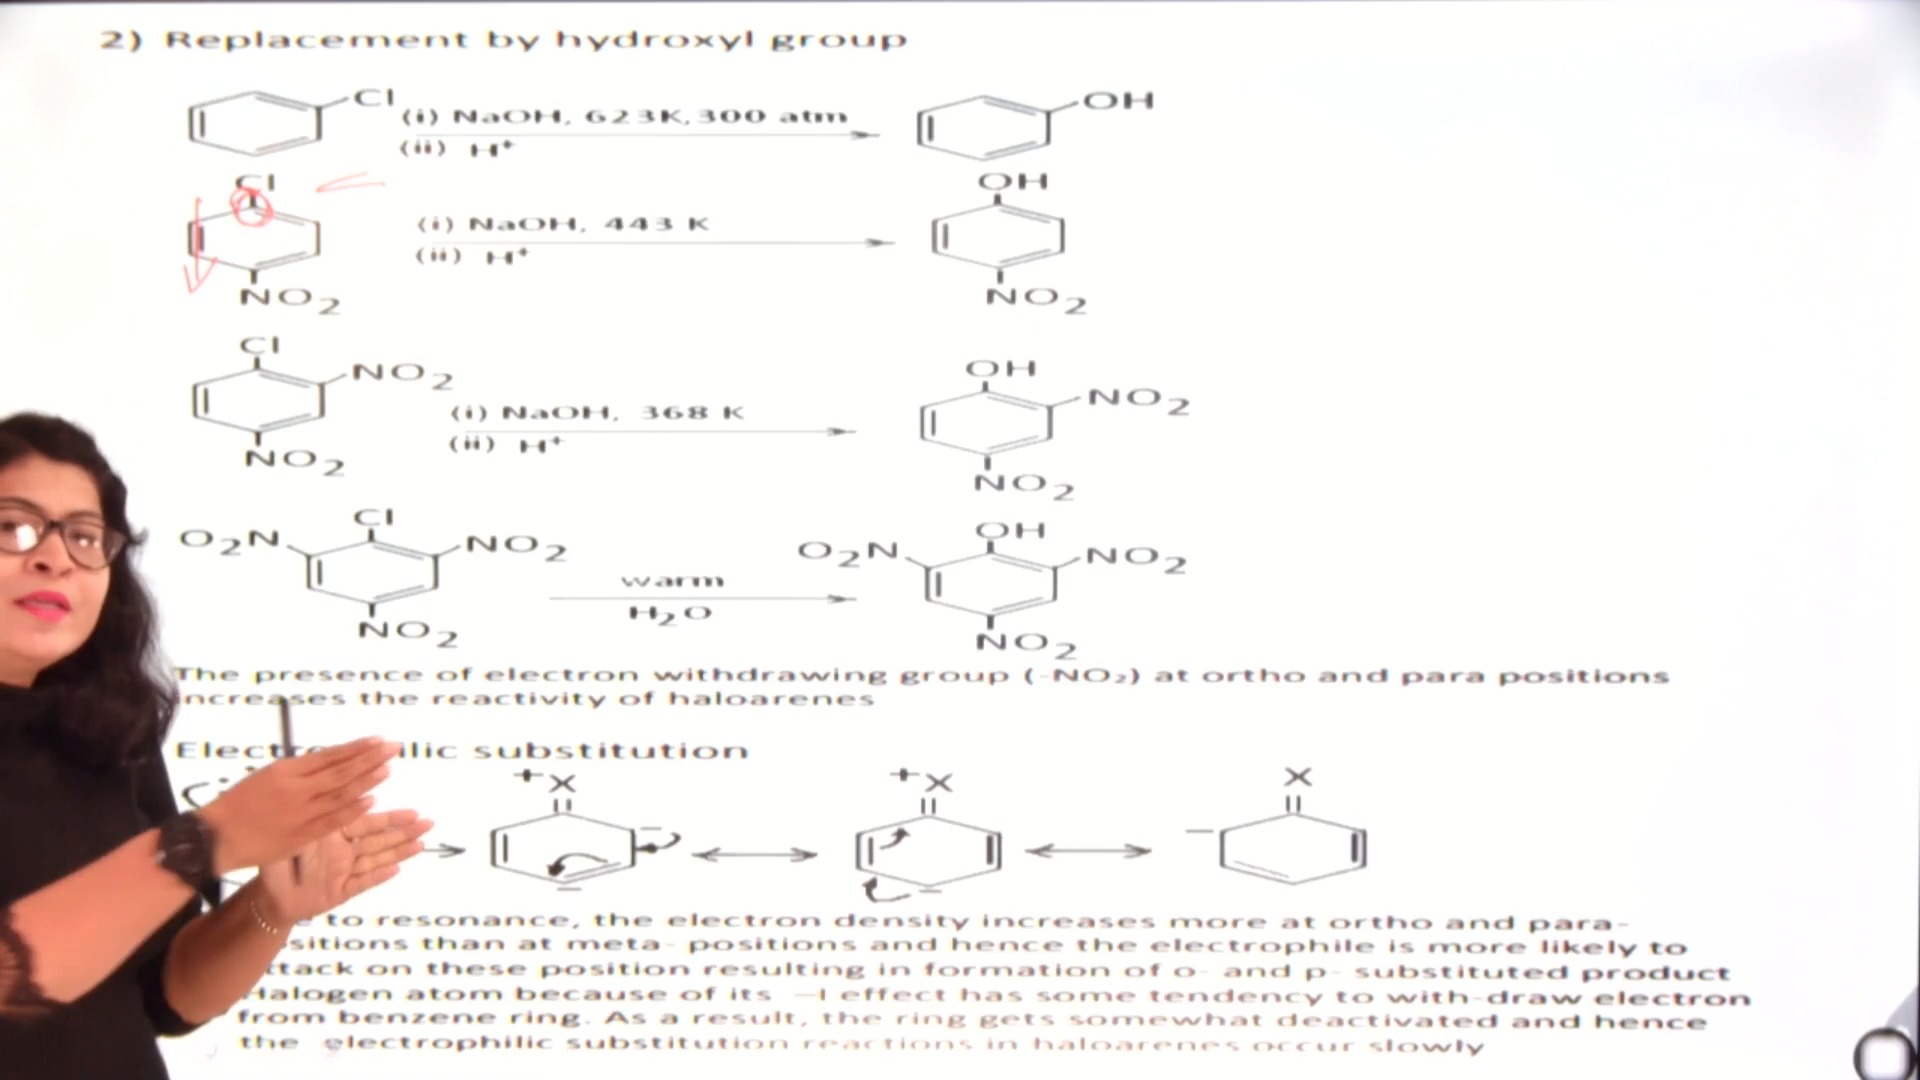 2) Replacement by hydroxyl group
Cl
(i) NaOH, 623K, 300 atm
(ii) H+
OH
Cl
NO2
(i) NaOH, 443 K
(ii) H+
OH
NO2
Cl
NO2
NO2
(i) NaOH, 368 K
(ii) H+
OH
NO2
NO2
Cl
O2N
NO2
NO2
warm
H2O
OH
O2N
NO2
NO2
The presence of electron withdrawing group (-NO2) at ortho and para positions
increases the reactivity of haloarenes
substitution
+X
+X
X
to resonance, the electron density increases more at ortho and para-
than at meta- positions and hence the electrophile is more likely to
on these position resulting in formation of o- and p- substituted product
Halogen atom because of its –I effect has some tendency to with-draw electron
from benzene ring. As a result, the ring gets somewhat deactivated and hence
the electrophilic substitution reactions in haloarenes occur slowly